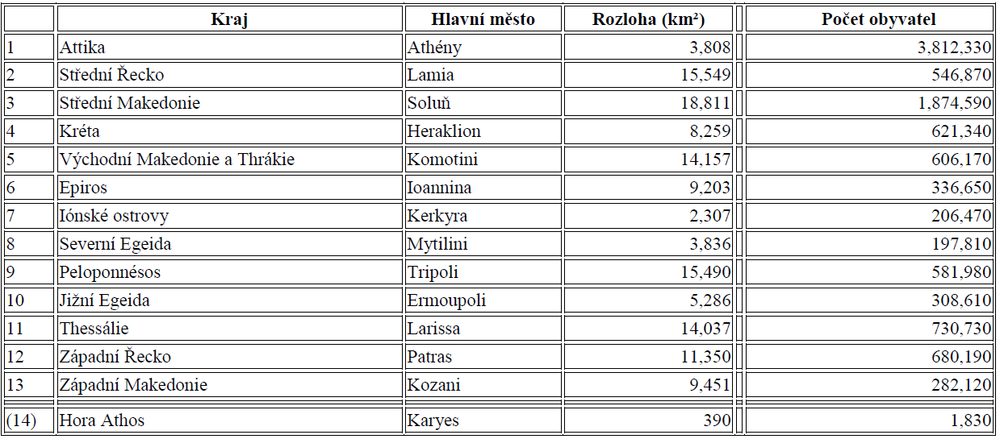 Kraj Hlavní město Rozloha (km²) Počet obyvatel
1 Attika Athény 3,808 3,812,330
2 Střední Řecko Lamia 15,549 546,870
3 Střední Makedonie Soluň 18,811 1,874,590
4 Kréta Heraklion 8,259 621,340
5 Východní Makedonie a Thrákie Komotini 14,157 606,170
6 Epiros Ioannina 9,203 336,650
7 Iónské ostrovy Kerkyra 2,307 206,470
8 Severní Egeida Mytilini 3,836 197,810
9 Peloponnésos Tripoli 15,490 581,980
10 Jižní Egeida Ermoupoli 5,286 308,610
11 Thessálie Larissa 14,037 730,730
12 Západní Řecko Patras 11,350 680,190
13 Západní Makedonie Kozani 9,451 282,120
(14) Hora Athos Karyes 390 1,830